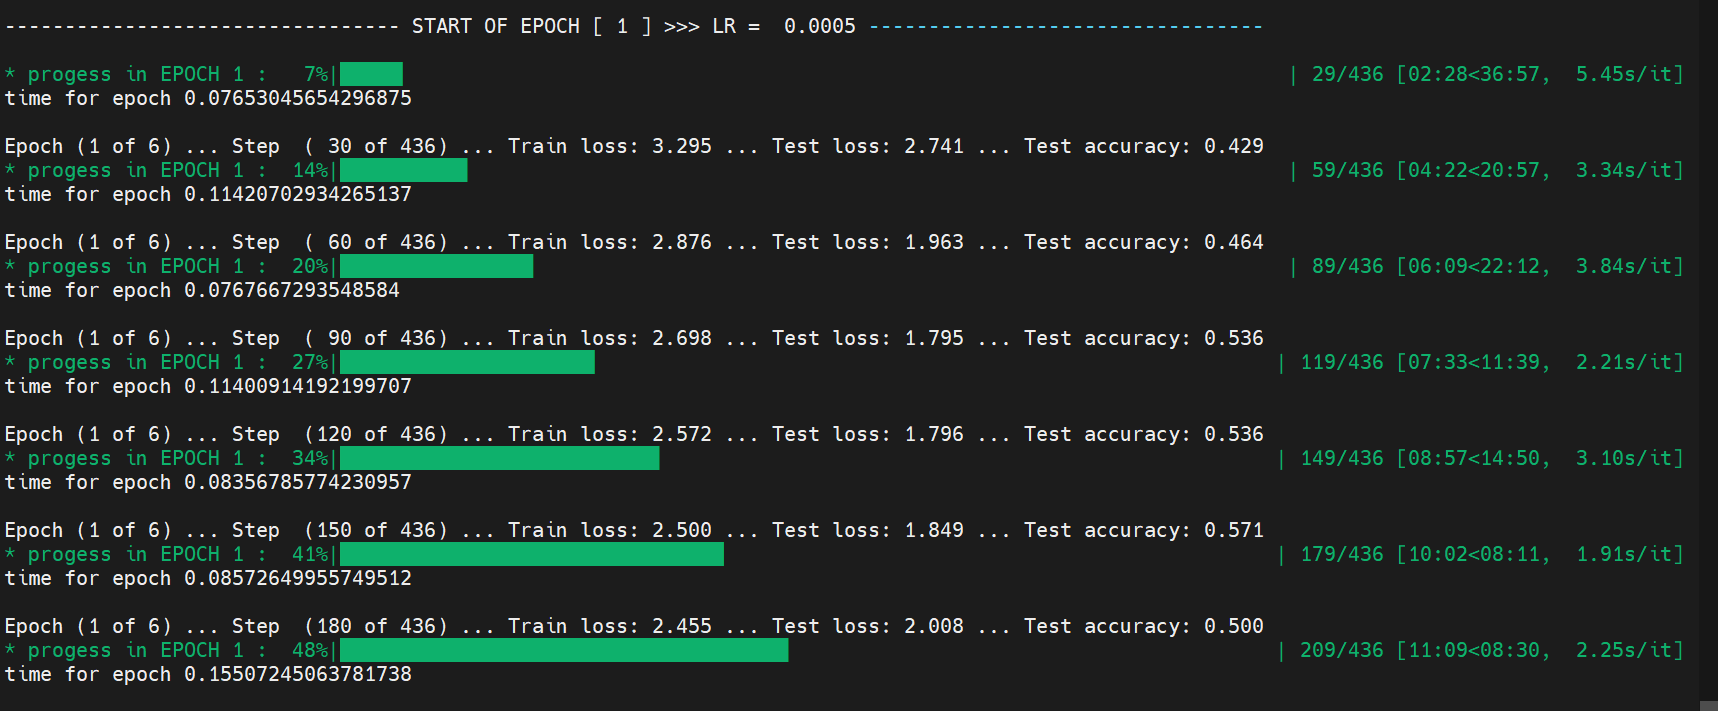 --------------------------------- START OF EPOCH [ 1 ] >>> LR =  0.0005 ---------------------------------
* progess in EPOCH 1 :   7%| | 29/436 [02:28<36:57,  5.45s/it]
time for epoch 0.07653045654296875
Epoch (1 of 6) ... Step  ( 30 of 436) ... Train loss: 3.295 ... Test loss: 2.741 ... Test accuracy: 0.429
* progess in EPOCH 1 :  14%| | 59/436 [04:22<20:57,  3.34s/it]
time for epoch 0.11420702934265137
Epoch (1 of 6) ... Step  ( 60 of 436) ... Train loss: 2.876 ... Test loss: 1.963 ... Test accuracy: 0.464
* progess in EPOCH 1 :  20%| | 89/436 [06:09<22:12,  3.84s/it]
time for epoch 0.0767667293548584
Epoch (1 of 6) ... Step  ( 90 of 436) ... Train loss: 2.698 ... Test loss: 1.795 ... Test accuracy: 0.536
* progess in EPOCH 1 :  27%| | 119/436 [07:33<11:39,  2.21s/it]
time for epoch 0.11400914192199707
Epoch (1 of 6) ... Step  (120 of 436) ... Train loss: 2.572 ... Test loss: 1.796 ... Test accuracy: 0.536
* progess in EPOCH 1 :  34%| | 149/436 [08:57<14:50,  3.10s/it]
time for epoch 0.08356785774230957
Epoch (1 of 6) ... Step  (150 of 436) ... Train loss: 2.500 ... Test loss: 1.849 ... Test accuracy: 0.571
* progess in EPOCH 1 :  41%| | 179/436 [10:02<08:11,  1.91s/it]
time for epoch 0.08572649955749512
Epoch (1 of 6) ... Step  (180 of 436) ... Train loss: 2.455 ... Test loss: 2.008 ... Test accuracy: 0.500
* progess in EPOCH 1 :  48%| | 209/436 [11:09<08:30,  2.25s/it]
time for epoch 0.15507245063781738